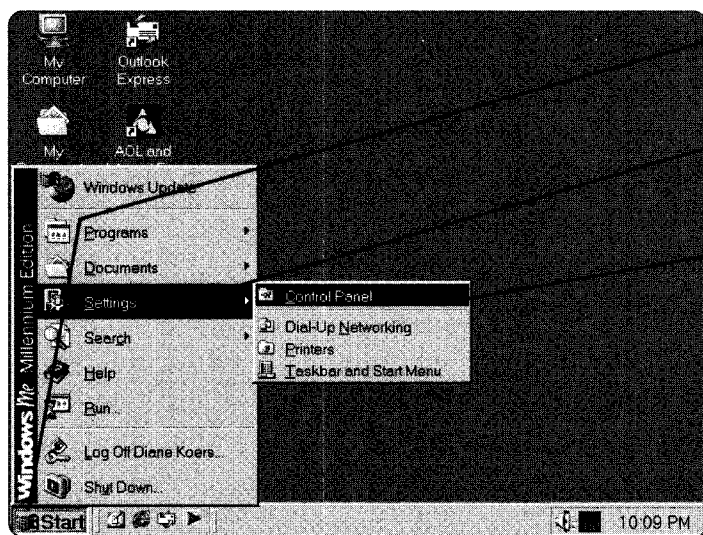 My Computer
Outlook Express
My
AOL and
Windows Update
Programs
Documents
Settings
Search
Help
Run...
Log Off Diane Koers...
Shut Down...
Windows Me Millennium Edition
Control Panel
Dial-Up Networking
Printers
Taskbar and Start Menu
Start
10:09 PM